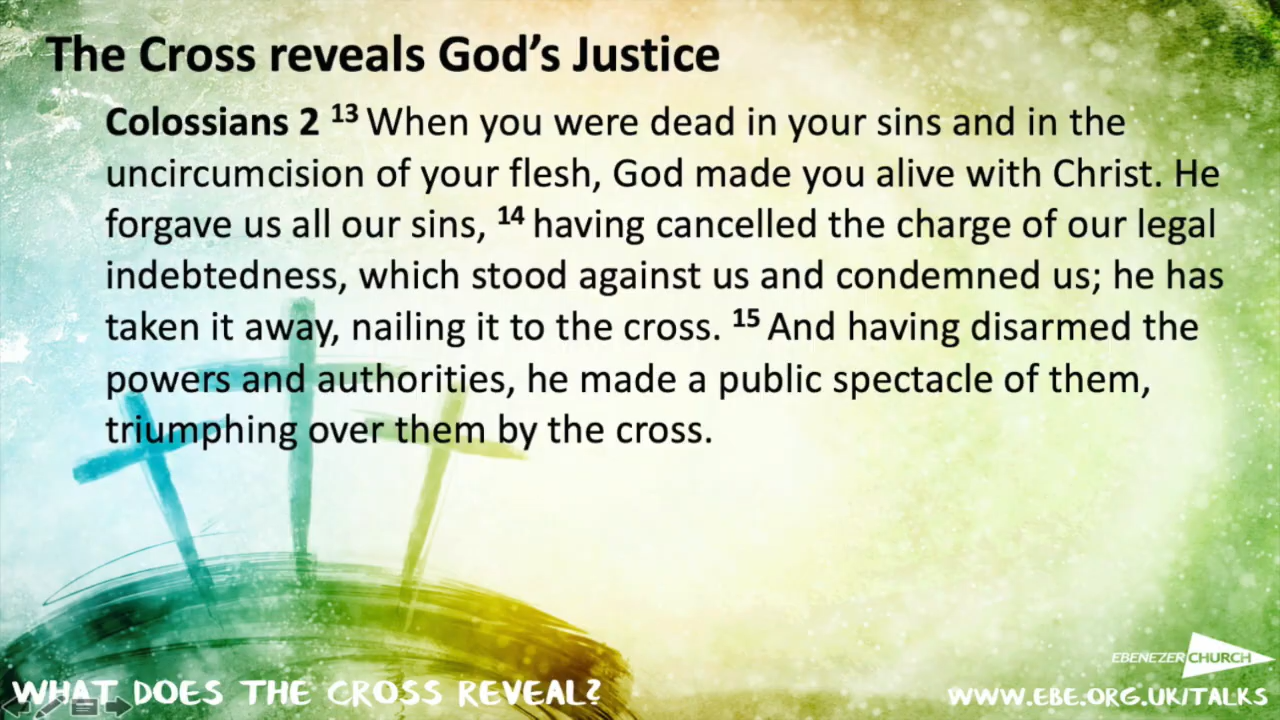 The Cross reveals God’s Justice
Colossians 2 13 When you were dead in your sins and in the
uncircumcision of your flesh, God made you alive with Christ. He
forgave us all our sins, 14 having cancelled the charge of our legal
indebtedness, which stood against us and condemned us; he has
taken it away, nailing it to the cross. 15 And having disarmed the
powers and authorities, he made a public spectacle of them,
triumphing over them by the cross.
EBENEZER CHURCH
WHAT DOES THE CROSS REVEAL?
WWW.EBE.ORG.UK/TALKS